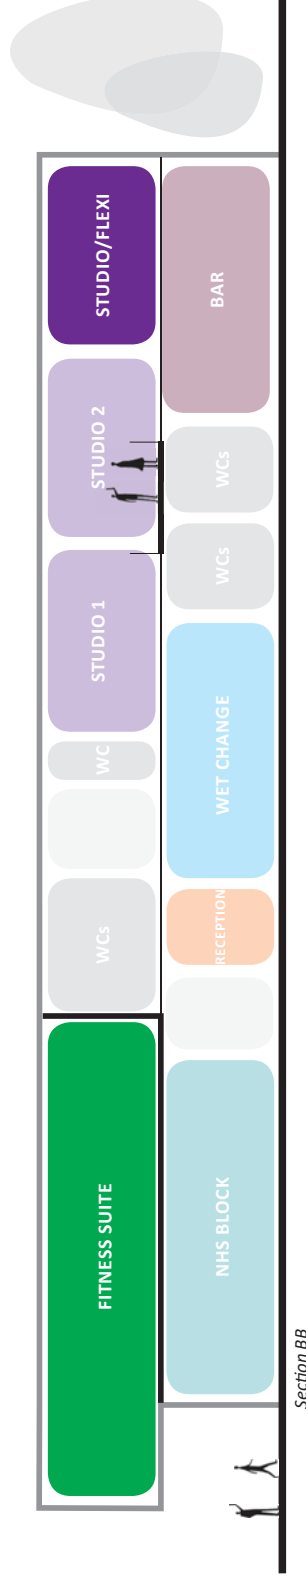 FITNESS SUITE
WCs
WC
STUDIO 1
STUDIO 2
STUDIO/FLEXI
NHS BLOCK
RECEPTION
WET CHANGE
WCs
WCs
BAR
Section BB